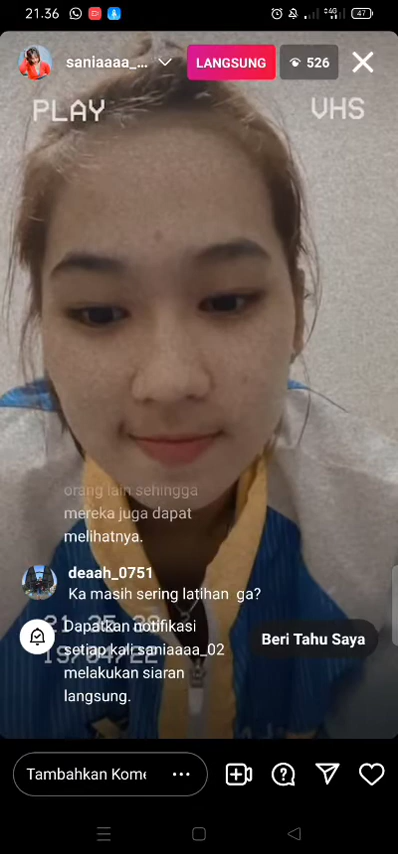 21.36
4G
47
saniaaaa_...
LANGSUNG
526
PLAY
VHS
orang lain sehingga
mereka juga dapat
melihatnya.
deaah_0751
Ka masih sering latihan ga?
Dapatkan notifikasi
setiap kali saniaaaa_02
melakukan siaran
langsung.
Beri Tahu Saya
Tambahkan Kome